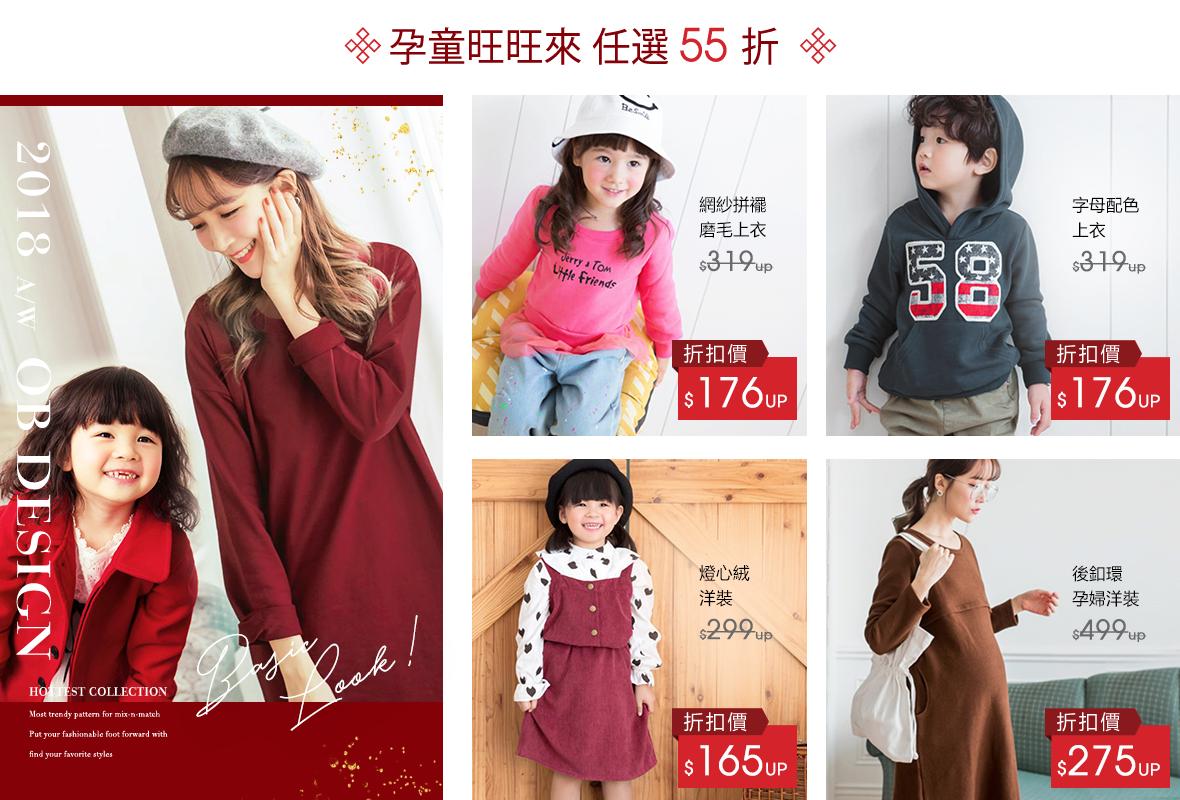 孕童旺旺來 任選 55 折
2018 A/W OB DESIGN
Basic
Look!
HOTTEST COLLECTION
Most trendy pattern for mix-n-match
Put your fashionable foot forward with
find your favorite styles
Be Smile
Jerry & Tom
Little friends
網紗拼襬
磨毛上衣
$319up
折扣價
$176UP
58
字母配色
上衣
$319up
折扣價
$176UP
燈心絨
洋裝
$299up
折扣價
$165UP
後釦環
孕婦洋裝
$499up
折扣價
$275UP